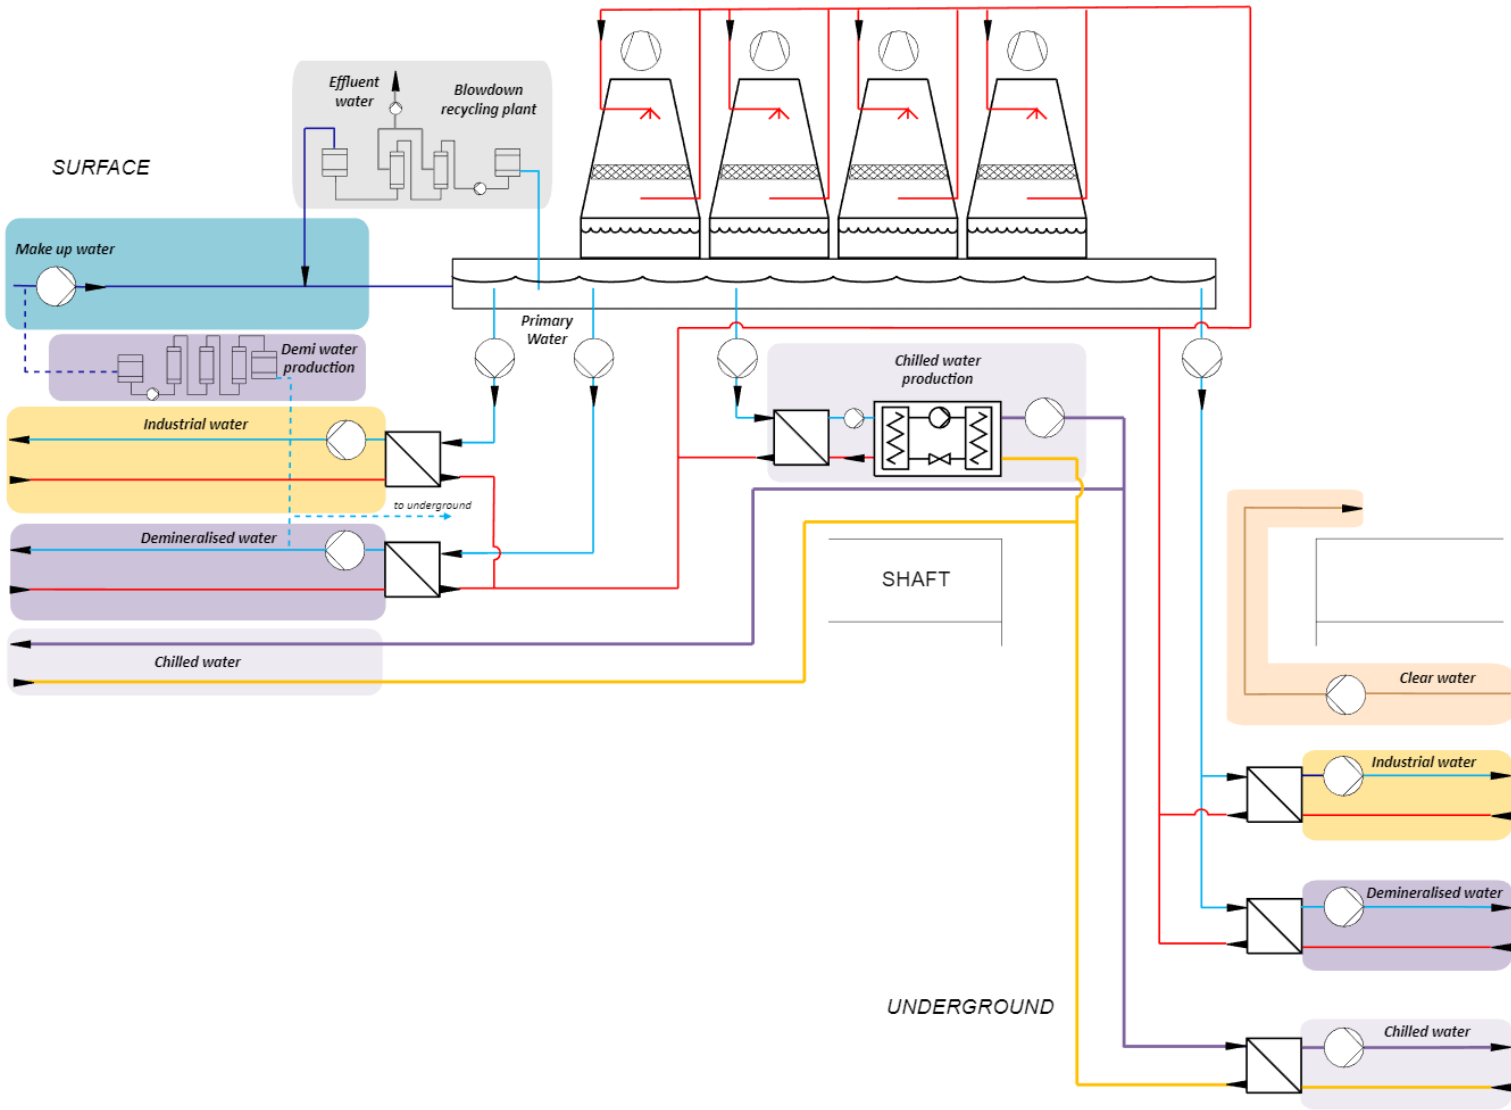 Effluent
water
Blowdown
recycling plant
SURFACE
Make up water
Primary
Water
Demi water
production
Chilled water
production
Industrial water
to underground
Demineralised water
SHAFT
Chilled water
Clear water
Industrial water
Demineralised water
UNDERGROUND
Chilled water